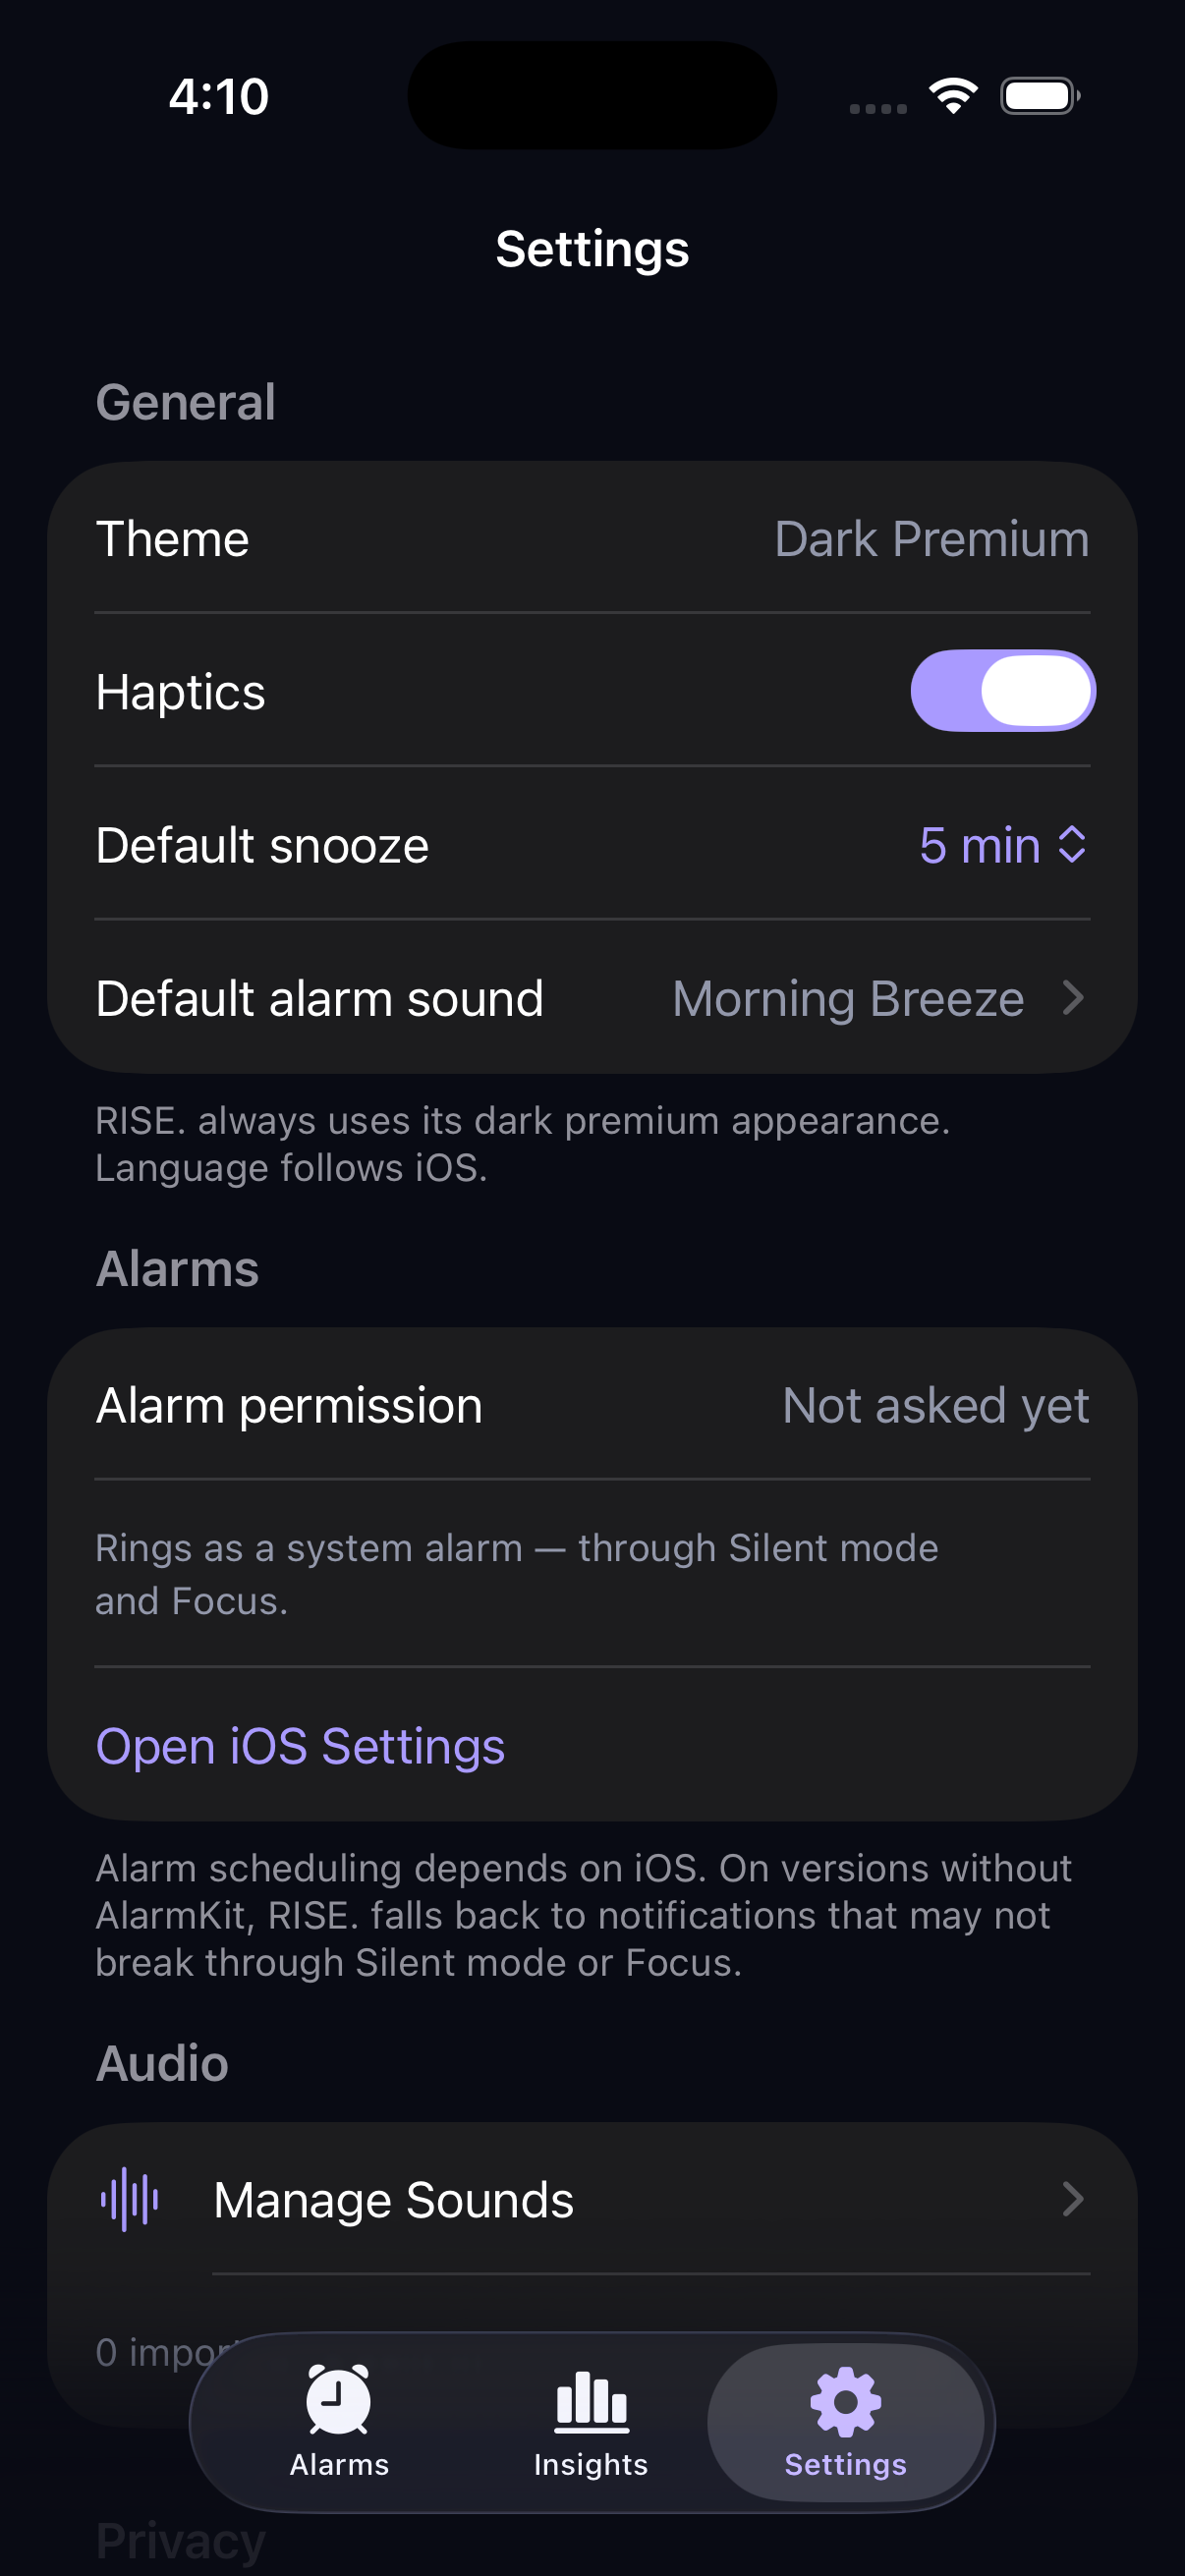 4:10
Settings
General
Theme Dark Premium
Haptics
Default snooze 5 min
Default alarm sound Morning Breeze
RISE. always uses its dark premium appearance.
Language follows iOS.
Alarms
Alarm permission Not asked yet
Rings as a system alarm — through Silent mode
and Focus.
Open iOS Settings
Alarm scheduling depends on iOS. On versions without
AlarmKit, RISE. falls back to notifications that may not
break through Silent mode or Focus.
Audio
Manage Sounds
0
Alarms Insights Settings
Privacy